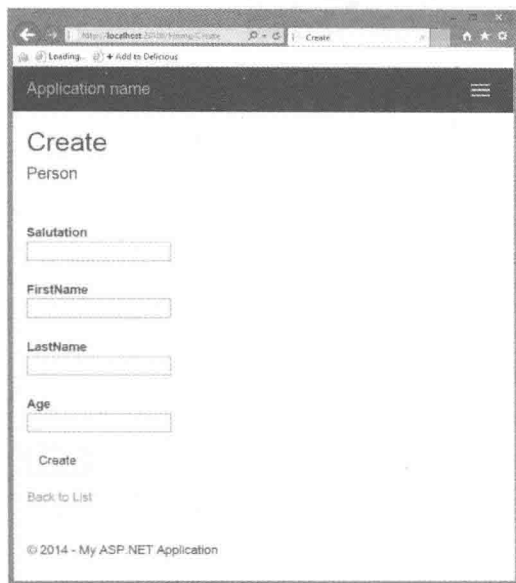 localhost
Create
Loading... + Add to Delicious
Application name
Create
Person
Salutation
FirstName
LastName
Age
Create
Back to List
© 2014 - My ASP.NET Application